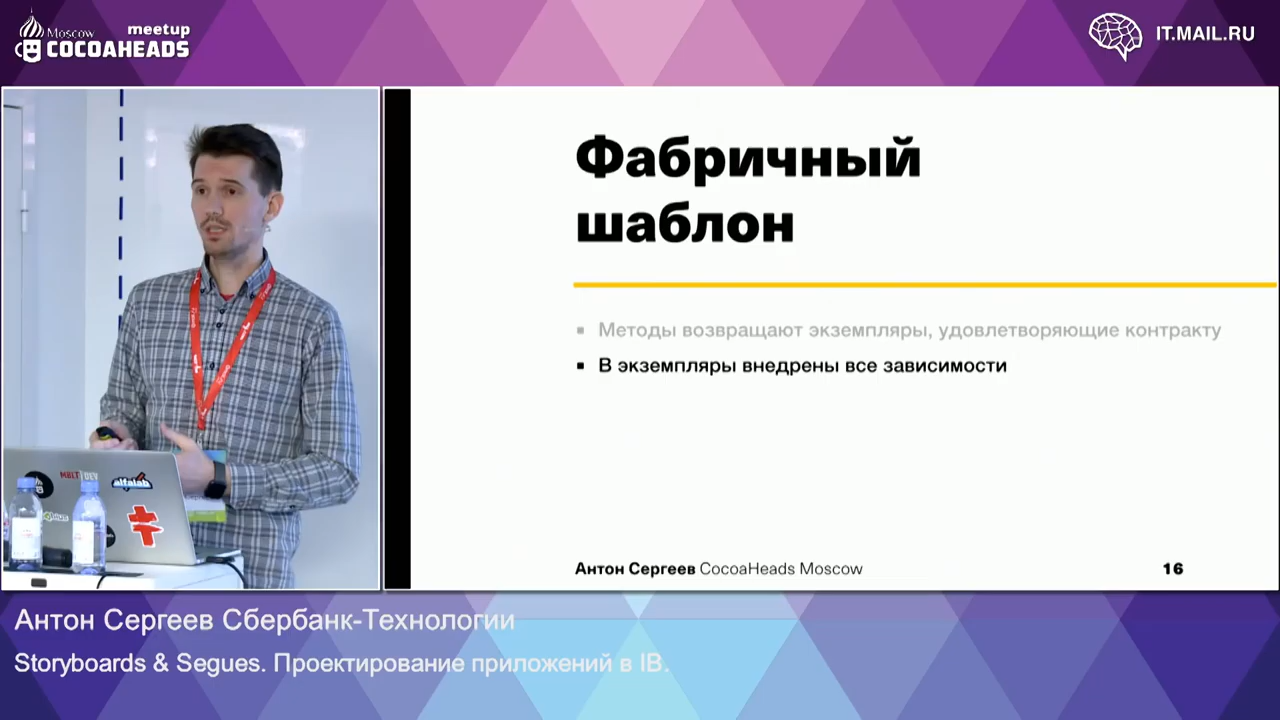 Moscow meetup
COCOAHEADS
IT.MAIL.RU
Фабричный
шаблон
Методы возвращают экземпляры, удовлетворяющие контракту
В экземпляры внедрены все зависимости
alfalab
Антон Сергеев CocoaHeads Moscow
16
Антон Сергеев Сбербанк-Технологии
Storyboards & Segues. Проектирование приложений в IB.